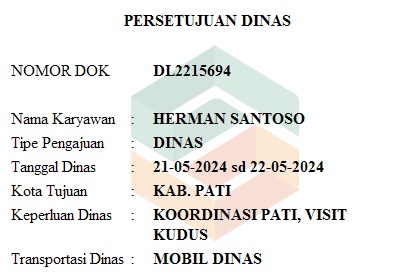 PERSETUJUAN DINAS
NOMOR DOK DL2215694
Nama Karyawan : HERMAN SANTOSO
Tipe Pengajuan : DINAS
Tanggal Dinas : 21-05-2024 sd 22-05-2024
Kota Tujuan : KAB. PATI
Keperluan Dinas : KOORDINASI PATI, VISIT
KUDUS
Transportasi Dinas : MOBIL DINAS